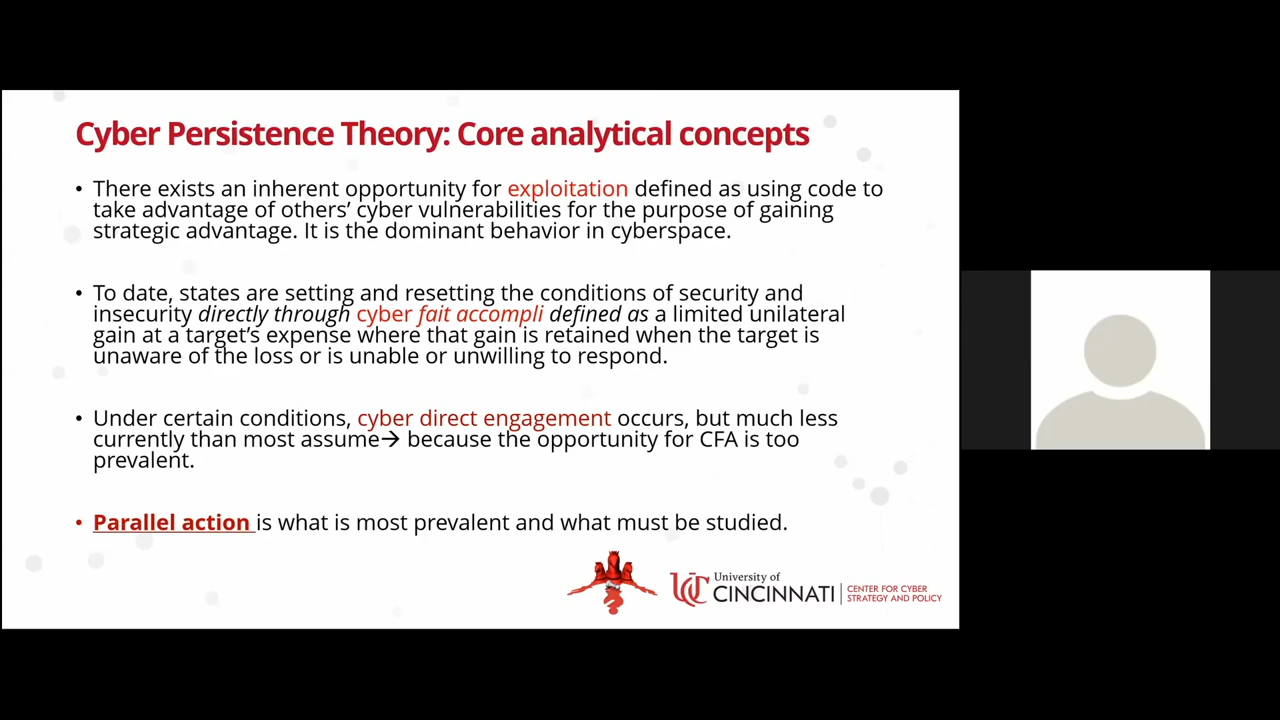 Cyber Persistence Theory: Core analytical concepts
• There exists an inherent opportunity for exploitation defined as using code to
take advantage of others’ cyber vulnerabilities for the purpose of gaining
strategic advantage. It is the dominant behavior in cyberspace.
• To date, states are setting and resetting the conditions of security and
insecurity directly through cyber fait accompli defined as a limited unilateral
gain at a target’s expense where that gain is retained when the target is
unaware of the loss or is unable or unwilling to respond.
• Under certain conditions, cyber direct engagement occurs, but much less
currently than most assume→ because the opportunity for CFA is too
prevalent.
• Parallel action is what is most prevalent and what must be studied.
UC
University of
CINCINNATI
CENTER FOR CYBER
STRATEGY AND POLICY